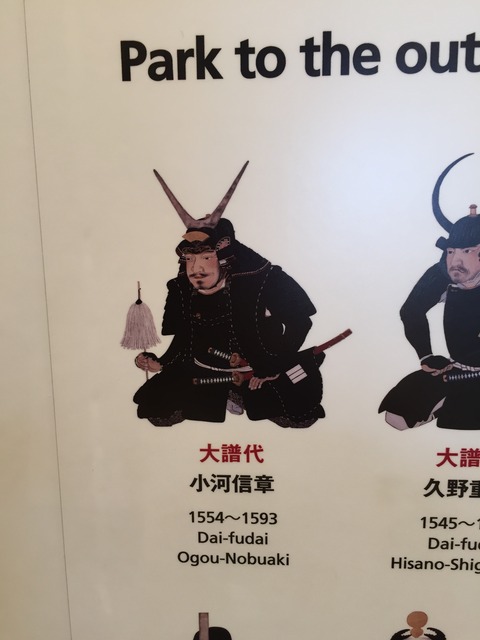 Park to the out
大譜代
小河信章
1554～1593
Dai-fudai
Ogou-Nobuaki
大譜
久野重
1545～1
Dai-fu
Hisano-Shig